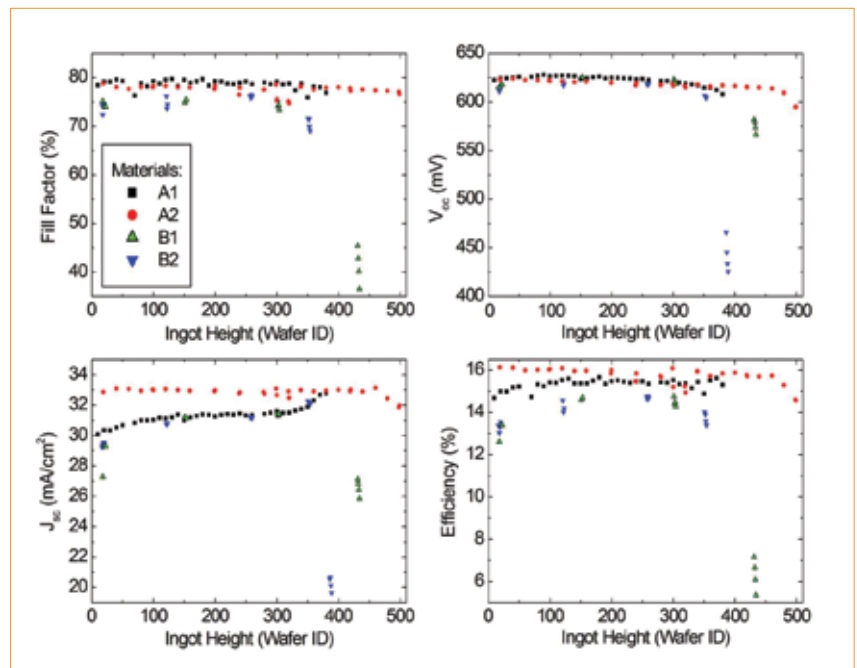 80
70
60
50
40
Fill Factor (%)
Materials:
A1
A2
B1
B2
0 100 200 300 400 500
Ingot Height (Wafer ID)
650
600
550
500
450
400
V_oc (mV)
0 100 200 300 400 500
Ingot Height (Wafer ID)
34
32
30
28
26
24
22
20
J_sc (mA/cm²)
0 100 200 300 400 500
Ingot Height (Wafer ID)
16
14
12
10
8
6
Efficiency (%)
0 100 200 300 400 500
Ingot Height (Wafer ID)